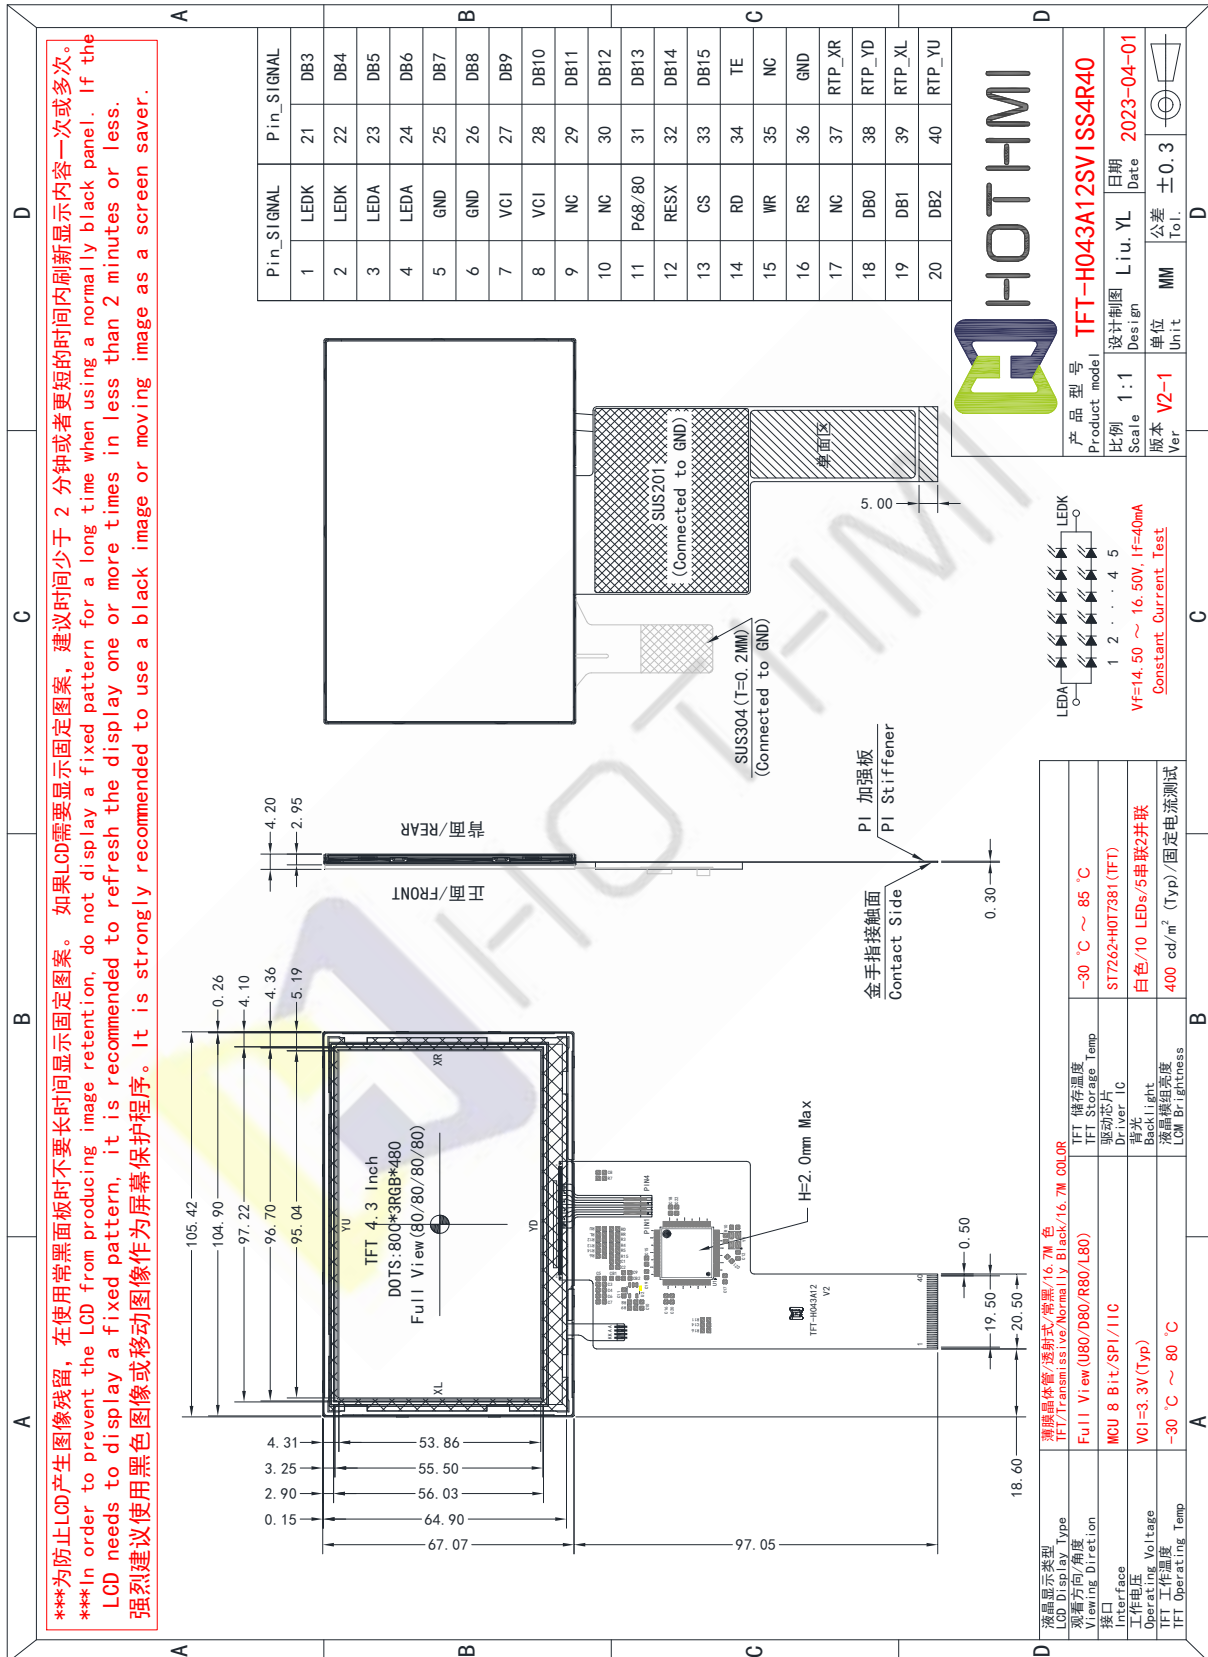 ***为防止LCD产生图像残留, 在使用常黑面板时不要长时间显示固定图案。 如果LCD需要显示固定图案, 建议时间少于 2 分钟或者更短的时间内刷新显示内容一次或多次。
***In order to prevent the LCD from producing image retention, do not display a fixed pattern for a long time when using a normally black panel. If the
LCD needs to display a fixed pattern, it is recommended to refresh the display one or more times in less than 2 minutes or less.
强烈建议使用黑色图像或移动图像作为屏幕保护程序。It is strongly recommended to use a black image or moving image as a screen saver.
A B C D
A B C D
A B C D
A B C D
Pin_SIGNAL Pin_SIGNAL
1 LEDK 21 DB3
2 LEDK 22 DB4
3 LEDA 23 DB5
4 LEDA 24 DB6
5 GND 25 DB7
6 GND 26 DB8
7 VCI 27 DB9
8 VCI 28 DB10
9 NC 29 DB11
10 NC 30 DB12
11 P68/80 31 DB13
12 RESX 32 DB14
13 CS 33 DB15
14 RD 34 TE
15 WR 35 NC
16 RS 36 GND
17 NC 37 RTP_XR
18 DB0 38 RTP_YD
19 DB1 39 RTP_XL
20 DB2 40 RTP_YU
105.42
104.90
0.26
97.22
4.10
96.70
4.36
95.04
5.19
4.31
53.86
3.25
55.50
2.90
56.03
0.15
64.90
67.07
97.05
YU
XR
XL
YD
TFT 4.3 Inch
DOTS:800*3RGB*480
Full View(80/80/80/80)
PIN1
PIN4
H=2.0mm Max
TFT-H043A12
V2
1
40
0.50
19.50
20.50
18.60
4.20
2.95
背面/REAR
正面/FRONT
PI 加强板
PI Stiffener
金手指接触面
Contact Side
0.30
SUS201
(Connected to GND)
单面区
5.00
SUS304(T=0.2MM)
(Connected to GND)
LEDA
LEDK
1 2 · · · 4 5
Vf=14.50 ~ 16.50V, If=40mA
Constant Current Test
HOTHMI
HOTHMI
产 品 型 号
Product model
TFT-H043A12SVISS4R40
比例
Scale
1:1
设计制图
Design
Liu.YL
日期
Date
2023-04-01
版本
Ver
V2-1
单位
Unit
MM
公差
Tol.
±0.3
液晶显示类型
LCD Display Type
薄膜晶体管/透射式/常黑/16.7M 色
TFT/Transmissive/Normally Black/16.7M COLOR
观看方向/角度
Viewing Diretion
Full View(U80/D80/R80/L80)
TFT 储存温度
TFT Storage Temp
-30 °C ~ 85 °C
接口
Interface
MCU 8 Bit/SPI/IIC
驱动芯片
Driver IC
ST7262+HOT7381(TFT)
工作电压
Operating Voltage
VCI=3.3V(Typ)
背光
Backlight
白色/10 LEDs/5串联2并联
TFT 工作温度
TFT Operating Temp
-30 °C ~ 80 °C
液晶模组亮度
LCM Brightness
400 cd/m² (Typ)/固定电流测试